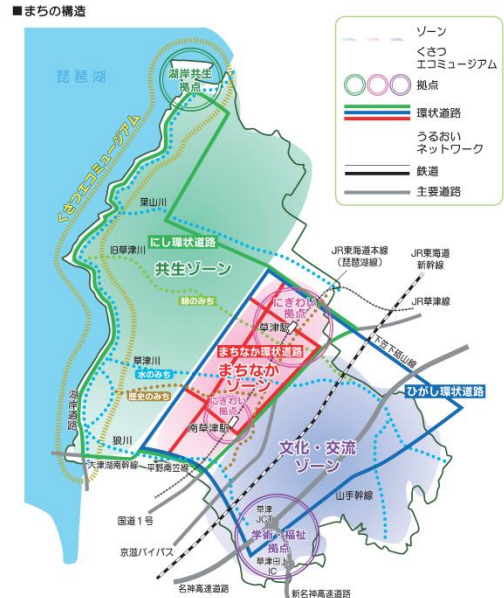 ■まちの構造
ゾーン
くさつ
エコミュージアム
拠点
環状道路
うるおい
ネットワーク
鉄道
主要道路
琵琶湖
湖岸共生
拠点
くさつエコミュージアム
葉山川
にし環状道路
旧草津川
共生ゾーン
緑のみち
JR東海道本線
(琵琶湖線)
JR東海道
新幹線
JR草津線
にぎわい
拠点
草津駅
下笠下砥山線
草津川
水のみち
まちなか環状道路
まちなか
ゾーン
歴史のみち
ひがし環状道路
にぎわい
拠点
南草津駅
湖岸道路
狼川
文化・交流
ゾーン
大津湖南幹線
平野南笠線
山手幹線
国道1号
草津
JCT
学術・福祉
拠点
草津田上
IC
京滋バイパス
名神高速道路
新名神高速道路